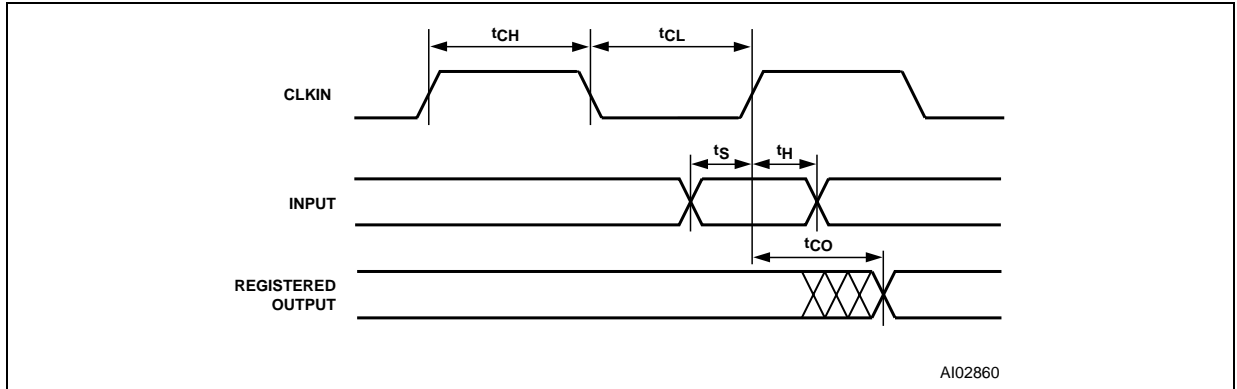 tCH
tCL
CLKIN
tS
tH
INPUT
tCO
REGISTERED
OUTPUT
AI02860